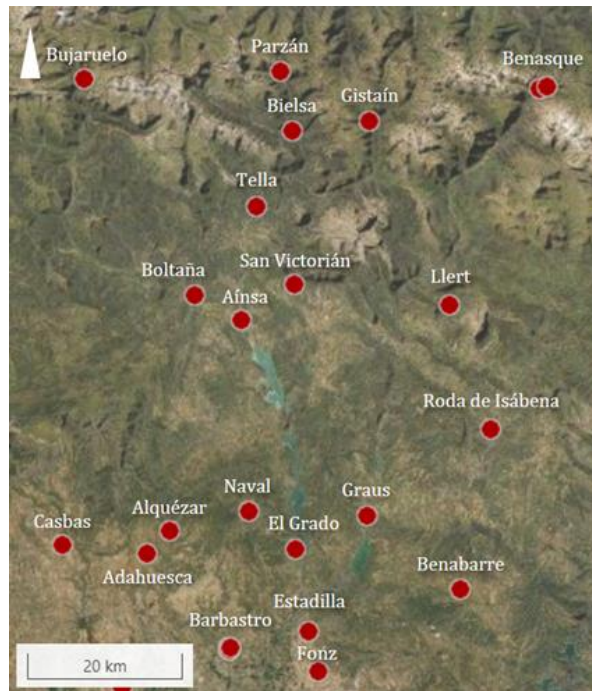 Bujaruelo
Parzán
Benasque
Bielsa
Gistaín
Tella
San Victorián
Boltaña
Llert
Aínsa
Roda de Isábena
Naval
Graus
Alquézar
Casbas
El Grado
Adahuesca
Benabarre
Estadilla
Barbastro
Fonz
20 km